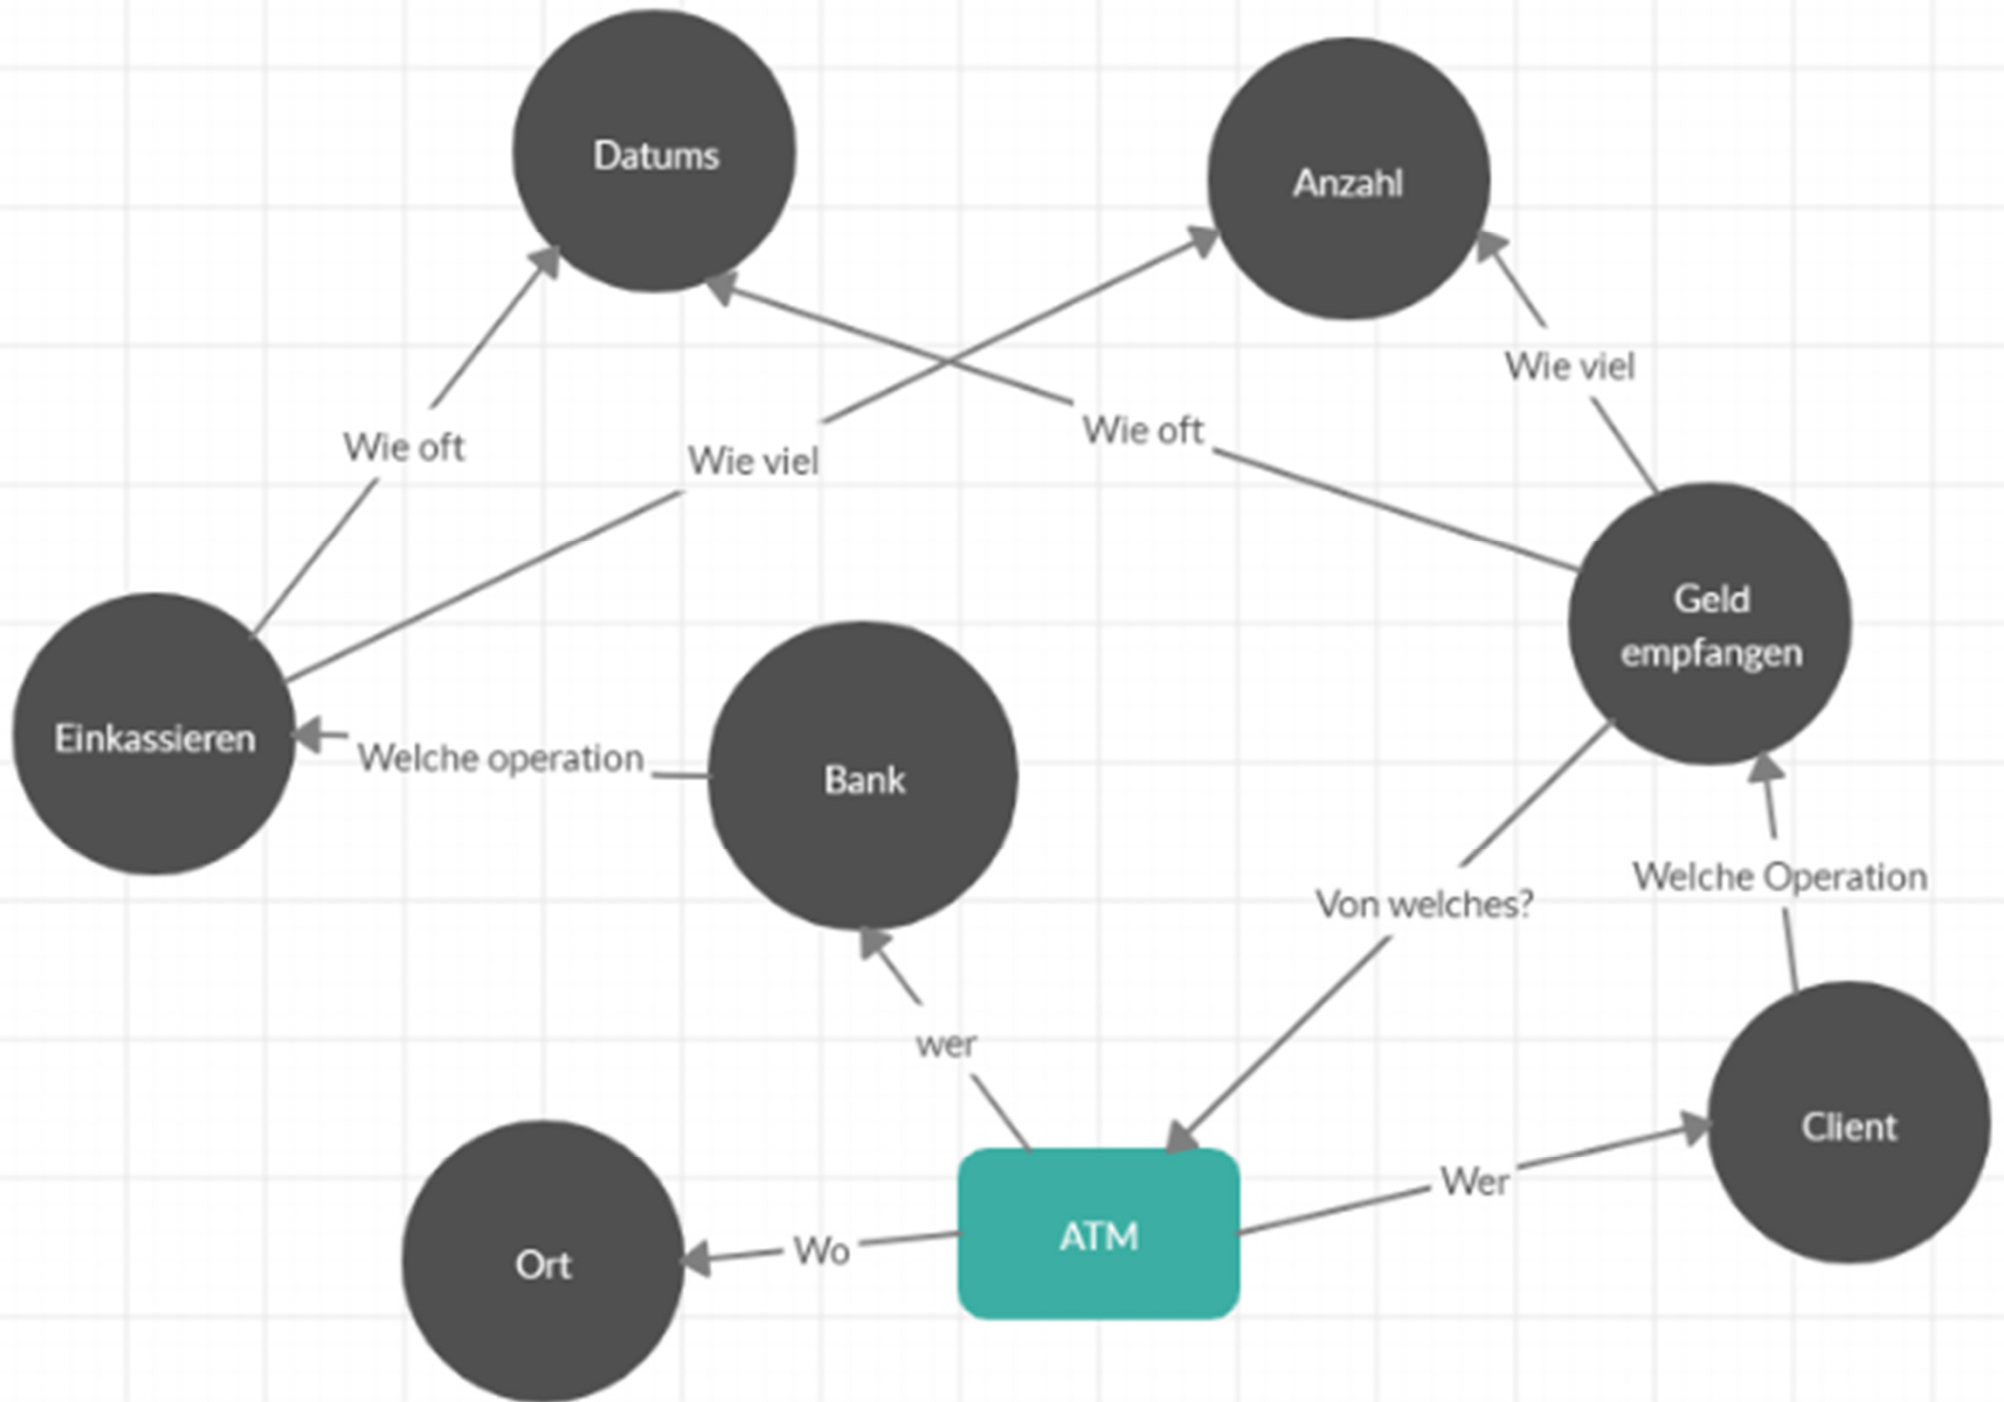 Datums
Anzahl
Wie viel
Wie oft
Wie oft
Wie viel
Geld
empfangen
Einkassieren
Welche operation
Bank
Welche Operation
Von welches?
wer
Client
Wer
ATM
Wo
Ort